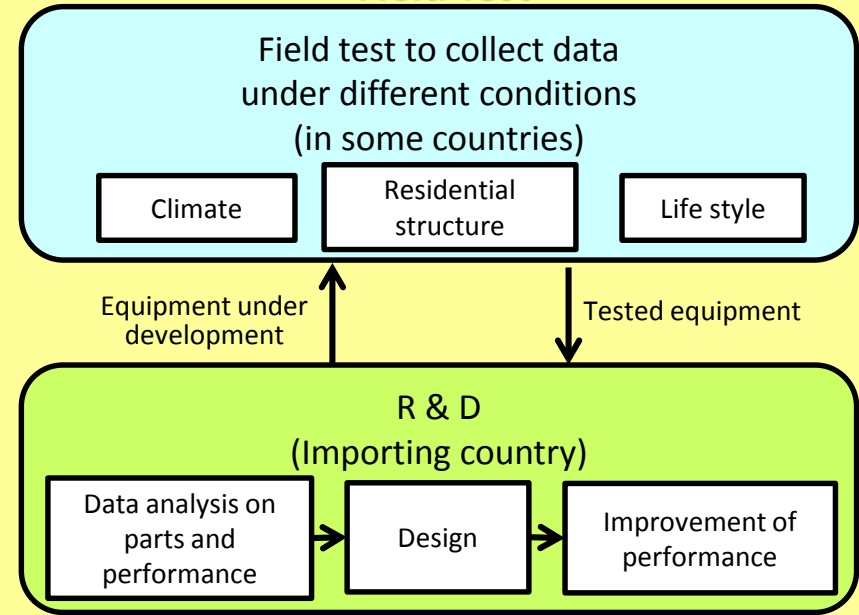 Field test to collect data
under different conditions
(in some countries)
Climate
Residential
structure
Life style
Equipment under
development
Tested equipment
R & D
(Importing country)
Data analysis on
parts and
performance
Design
Improvement of
performance